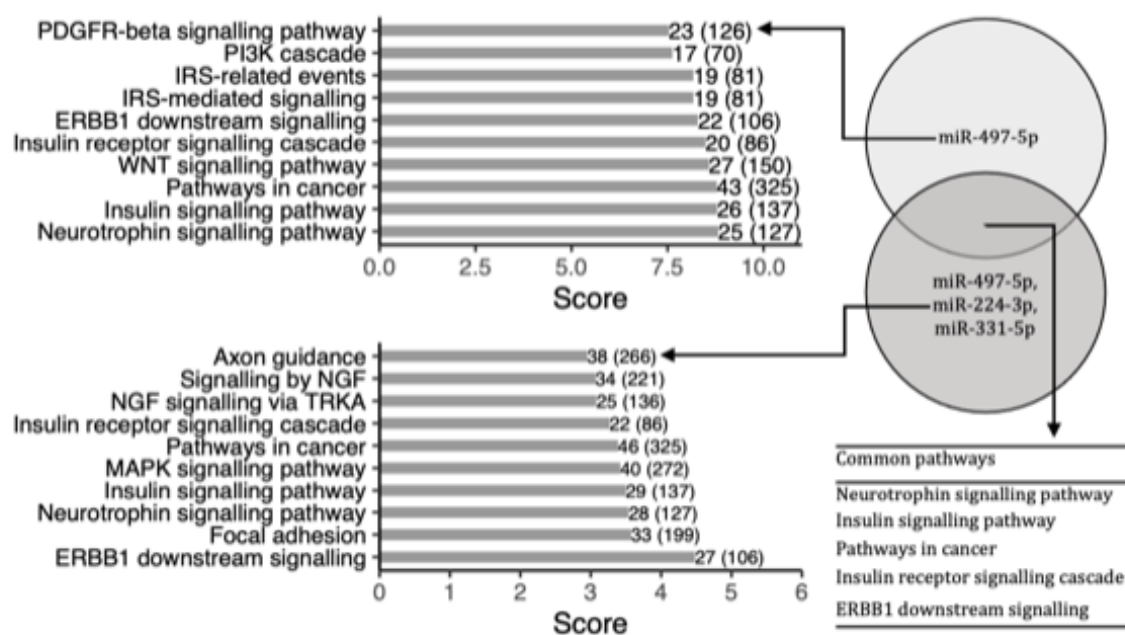 PDGFR-beta signalling pathway 23 (126)
PI3K cascade 17 (70)
IRS-related events 19 (81)
IRS-mediated signalling 19 (81)
ERBB1 downstream signalling 22 (106)
Insulin receptor signalling cascade 20 (86)
WNT signalling pathway 27 (150)
Pathways in cancer 43 (325)
Insulin signalling pathway 26 (137)
Neurotrophin signalling pathway 25 (127)
0.0 2.5 5.0 7.5 10.0
Score
miR-497-5p
miR-497-5p,
miR-224-3p,
miR-331-5p
Axon guidance 38 (266)
Signalling by NGF 34 (221)
NGF signalling via TRKA 25 (136)
Insulin receptor signalling cascade 22 (86)
Pathways in cancer 46 (325)
MAPK signalling pathway 40 (272)
Insulin signalling pathway 29 (137)
Neurotrophin signalling pathway 28 (127)
Focal adhesion 33 (199)
ERBB1 downstream signalling 27 (106)
0 1 2 3 4 5 6
Score
Common pathways
Neurotrophin signalling pathway
Insulin signalling pathway
Pathways in cancer
Insulin receptor signalling cascade
ERBB1 downstream signalling